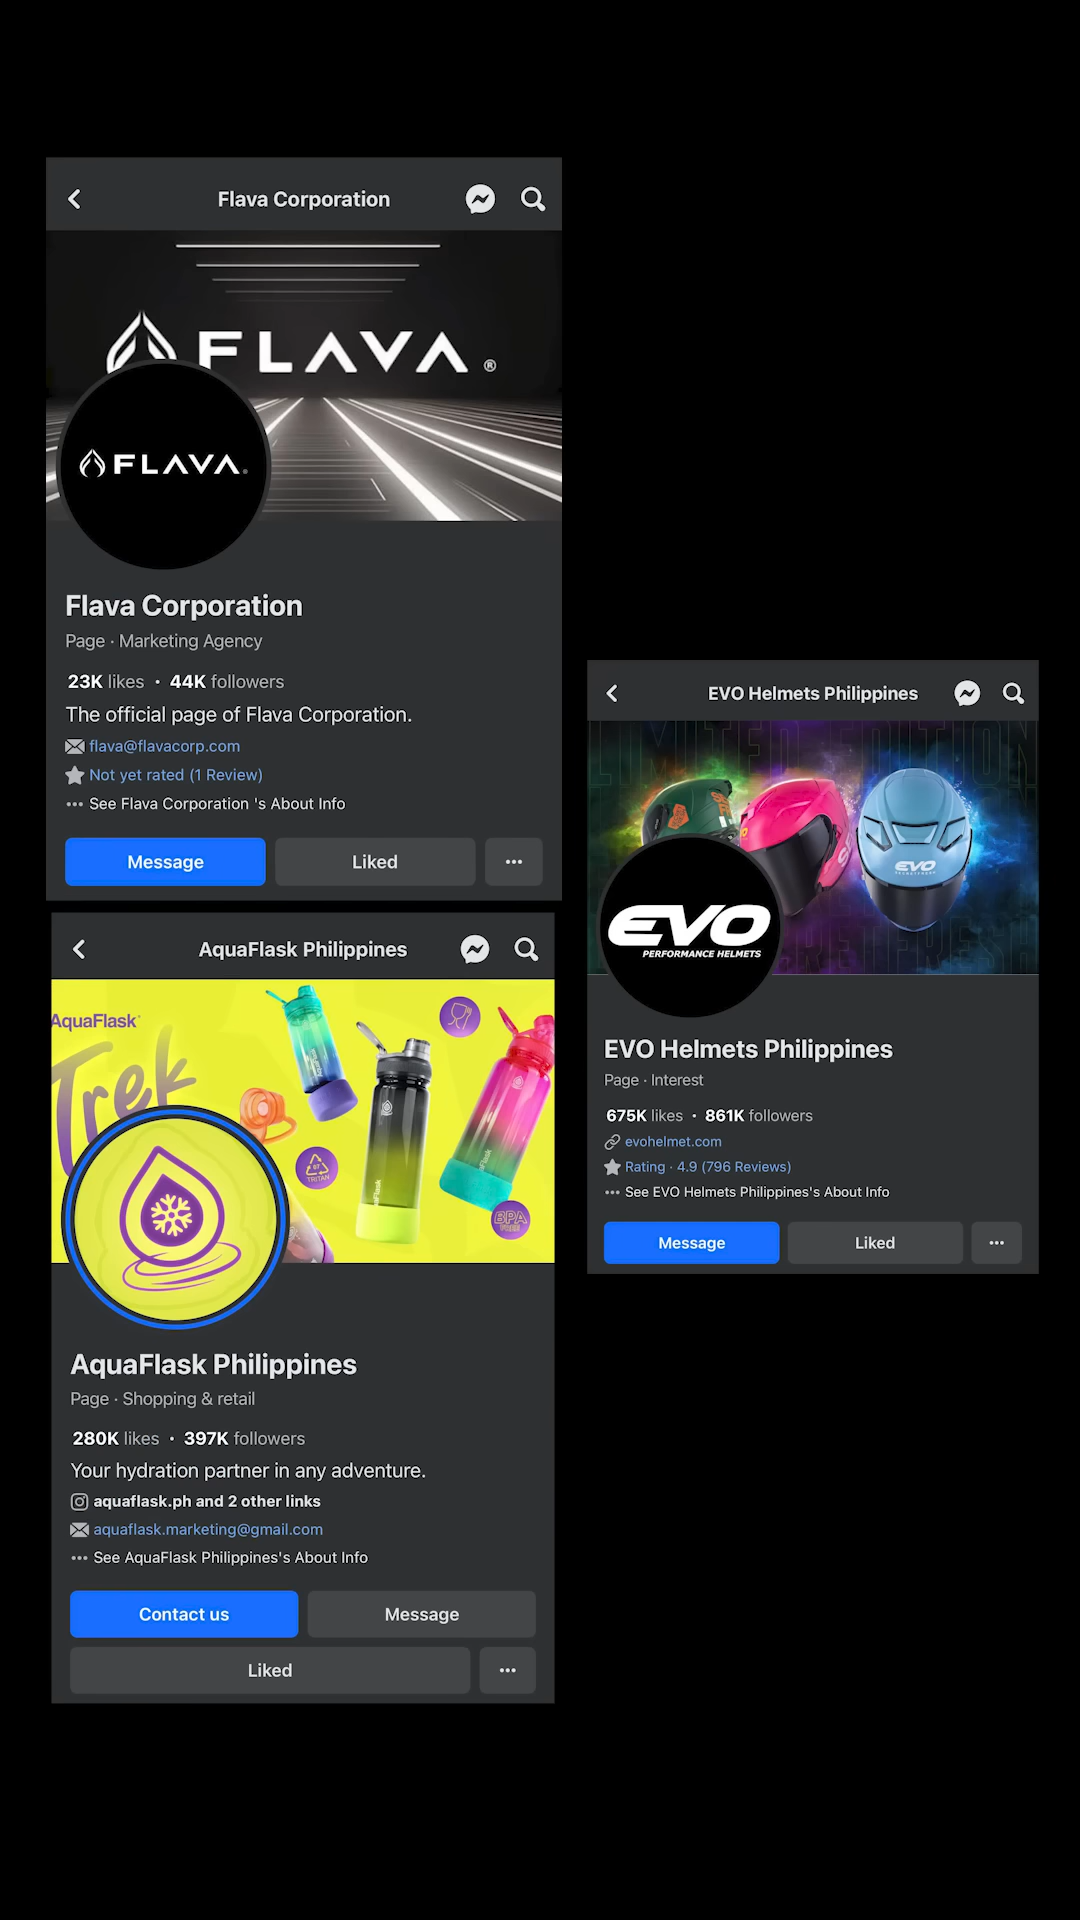 Flava Corporation
FLAVA®
FLAVA
Flava Corporation
Page · Marketing Agency
23K likes • 44K followers
The official page of Flava Corporation.
flava@flavacorp.com
Not yet rated (1 Review)
••• See Flava Corporation 's About Info
Message
Liked
•••
AquaFlask Philippines
AquaFlask
Trek
TRITAN
BPA
FREE
AquaFlask Philippines
Page · Shopping & retail
280K likes • 397K followers
Your hydration partner in any adventure.
aquaflask.ph and 2 other links
aquaflask.marketing@gmail.com
••• See AquaFlask Philippines's About Info
Contact us
Message
Liked
•••
EVO Helmets Philippines
EVO
EVO
PERFORMANCE HELMETS
EVO Helmets Philippines
Page · Interest
675K likes • 861K followers
evohelmet.com
Rating · 4.9 (796 Reviews)
••• See EVO Helmets Philippines's About Info
Message
Liked
•••